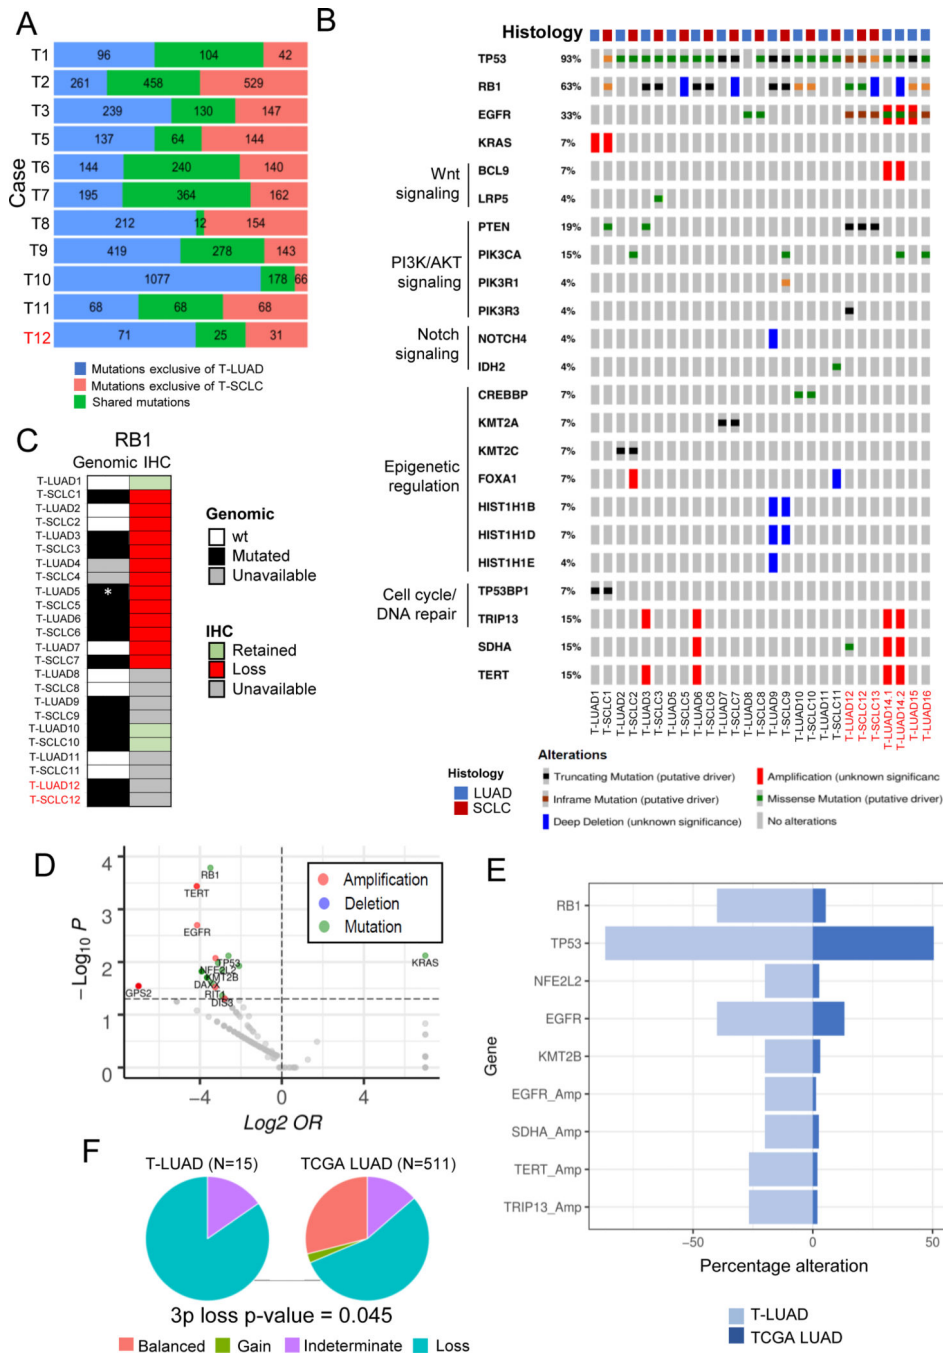 A
Case
T1 96 104 42
T2 261 458 529
T3 239 130 147
T5 137 64 144
T6 144 240 140
T7 195 364 162
T8 212 12 154
T9 419 278 143
T10 1077 178 66
T11 68 68 68
T12 71 25 31
Mutations exclusive of T-LUAD
Mutations exclusive of T-SCLC
Shared mutations
B
Histology
TP53 93%
RB1 63%
EGFR 33%
KRAS 7%
Wnt signaling
BCL9 7%
LRP5 4%
PI3K/AKT signaling
PTEN 19%
PIK3CA 15%
PIK3R1 4%
PIK3R3 4%
Notch signaling
NOTCH4 4%
IDH2 4%
Epigenetic regulation
CREBBP 7%
KMT2A 7%
KMT2C 7%
FOXA1 7%
HIST1H1B 7%
HIST1H1D 7%
HIST1H1E 4%
Cell cycle/ DNA repair
TP53BP1 7%
TRIP13 15%
SDHA 15%
TERT 15%
T-LUAD1
T-SCLC1
T-LUAD2
T-SCLC2
T-LUAD3
T-SCLC3
T-LUAD5
T-SCLC5
T-LUAD6
T-SCLC6
T-LUAD7
T-SCLC7
T-LUAD8
T-SCLC8
T-LUAD9
T-SCLC9
T-LUAD10
T-SCLC10
T-LUAD11
T-SCLC11
T-LUAD12
T-SCLC12
T-SCLC13
T-LUAD14.1
T-LUAD14.2
T-LUAD15
T-LUAD16
Histology
LUAD
SCLC
Alterations
Truncating Mutation (putative driver)
Amplification (unknown significanc
Inframe Mutation (putative driver)
Missense Mutation (putative driver)
Deep Deletion (unknown significance)
No alterations
C
RB1
Genomic IHC
T-LUAD1
T-SCLC1
T-LUAD2
T-SCLC2
T-LUAD3
T-SCLC3
T-LUAD4
T-SCLC4
T-LUAD5 *
T-SCLC5
T-LUAD6
T-SCLC6
T-LUAD7
T-SCLC7
T-LUAD8
T-SCLC8
T-LUAD9
T-SCLC9
T-LUAD10
T-SCLC10
T-LUAD11
T-SCLC11
T-LUAD12
T-SCLC12
Genomic
wt
Mutated
Unavailable
IHC
Retained
Loss
Unavailable
D
−Log10 P
4
3
2
1
0
RB1
TERT
EGFR
TP53
NFE2L2
KMT2B
DAXX
RIT1
DIS3
GPS2
KRAS
−4 0 4
Log2 OR
Amplification
Deletion
Mutation
E
Gene
RB1
TP53
NFE2L2
EGFR
KMT2B
EGFR_Amp
SDHA_Amp
TERT_Amp
TRIP13_Amp
−50 0 50
Percentage alteration
T-LUAD
TCGA LUAD
F
T-LUAD (N=15) TCGA LUAD (N=511)
3p loss p-value = 0.045
Balanced Gain Indeterminate Loss